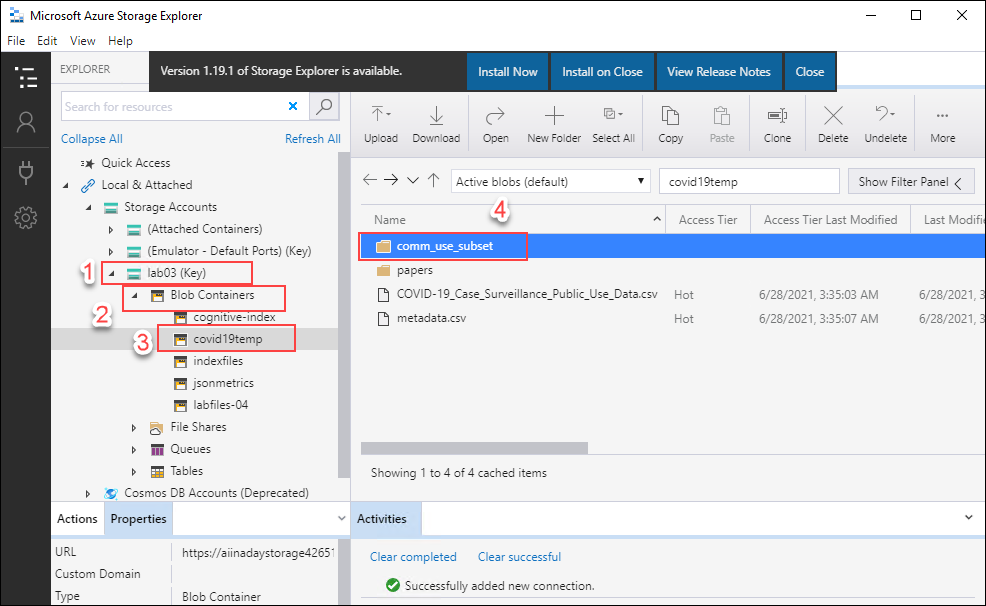 Microsoft Azure Storage Explorer
File Edit View Help
EXPLORER
Version 1.19.1 of Storage Explorer is available.
Install Now
Install on Close
View Release Notes
Close
Search for resources
Collapse All
Refresh All
Quick Access
Local & Attached
Storage Accounts
(Attached Containers)
(Emulator - Default Ports) (Key)
1
lab03 (Key)
2
Blob Containers
cognitive-index
3
covid19temp
indexfiles
jsonmetrics
labfiles-04
File Shares
Queues
Tables
Cosmos DB Accounts (Deprecated)
Actions Properties
URL https://aiinadaystorage42651
Custom Domain
Type Blob Container
Upload Download Open New Folder Select All Copy Paste Clone Delete Undelete More
Active blobs (default)
covid19temp
Show Filter Panel
4
Name Access Tier Access Tier Last Modified Last Modifie
comm_use_subset
papers
COVID-19_Case_Surveillance_Public_Use_Data.csv Hot 6/28/2021, 3:35:03 AM 6/28/2021,
metadata.csv Hot 6/28/2021, 3:35:07 AM 6/28/2021,
Showing 1 to 4 of 4 cached items
Activities
Clear completed Clear successful
Successfully added new connection.